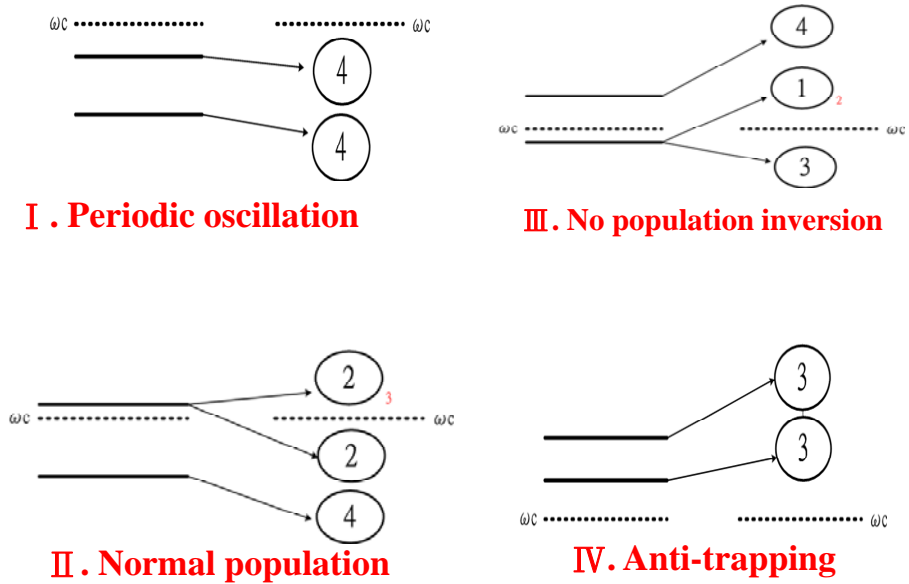 ωc ωc
4
4
Ⅰ. Periodic oscillation
4
1 2
ωc ωc
3
Ⅲ. No population inversion
2 3
ωc ωc
2
4
Ⅱ. Normal population
3
3
ωc ωc
Ⅳ. Anti-trapping